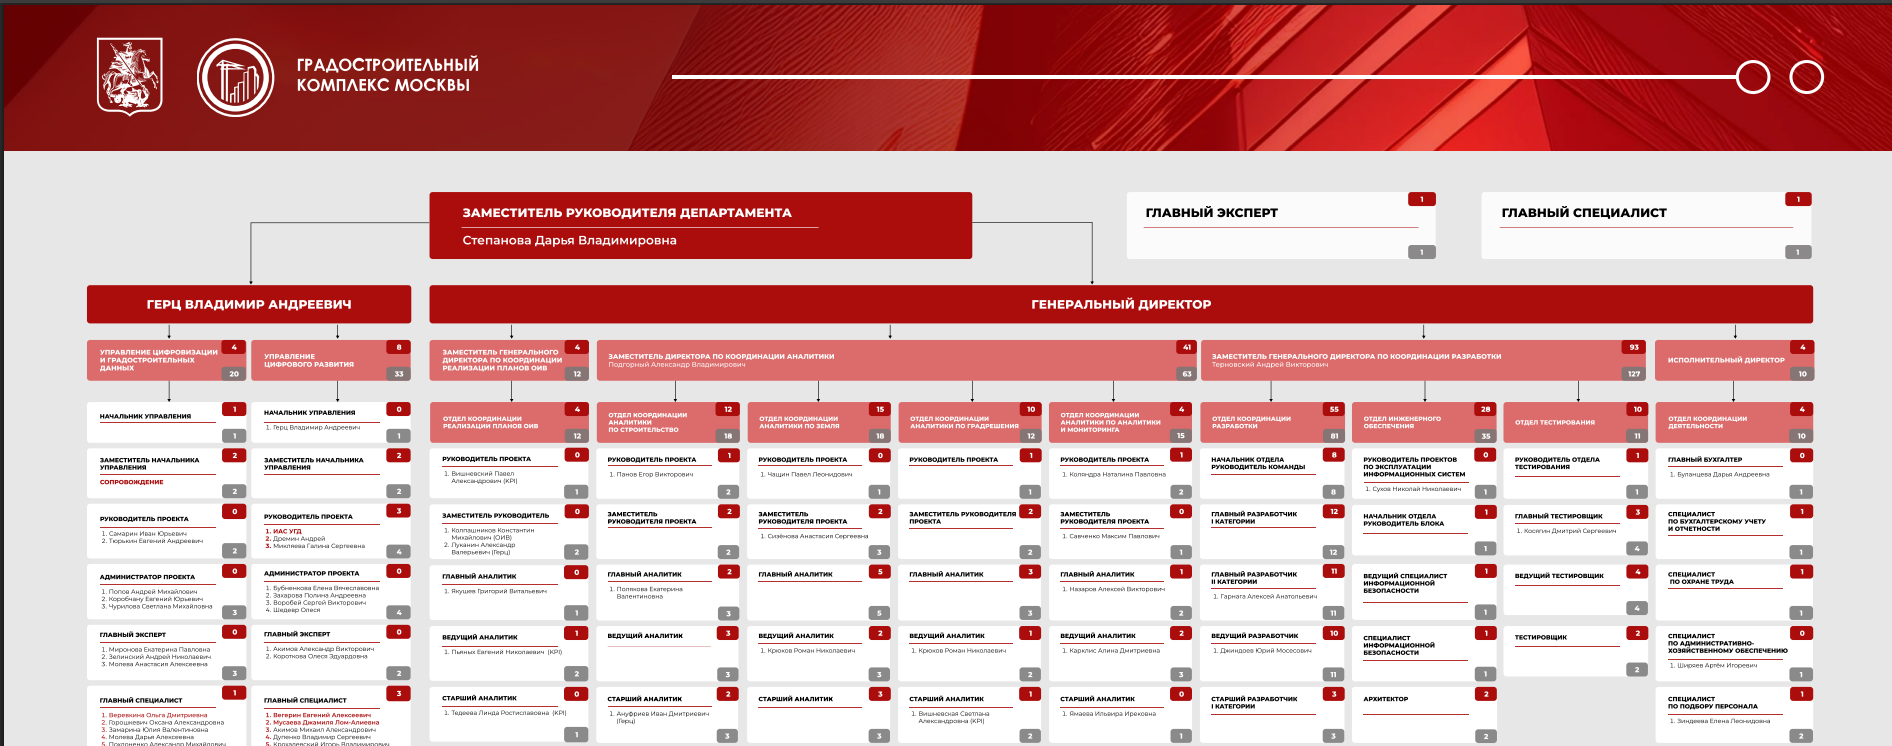 ГРАДОСТРОИТЕЛЬНЫЙ
КОМПЛЕКС МОСКВЫ
ЗАМЕСТИТЕЛЬ РУКОВОДИТЕЛЯ ДЕПАРТАМЕНТА
Степанова Дарья Владимировна
ГЛАВНЫЙ ЭКСПЕРТ
1
1
ГЛАВНЫЙ СПЕЦИАЛИСТ
1
1
ГЕРЦ ВЛАДИМИР АНДРЕЕВИЧ
ГЕНЕРАЛЬНЫЙ ДИРЕКТОР
УПРАВЛЕНИЕ ЦИФРОВИЗАЦИИ
И ГРАДОСТРОИТЕЛЬНЫХ
ДАННЫХ
4
20
УПРАВЛЕНИЕ
ЦИФРОВОГО РАЗВИТИЯ
8
33
ЗАМЕСТИТЕЛЬ ГЕНЕРАЛЬНОГО
ДИРЕКТОРА ПО КООРДИНАЦИИ
РЕАЛИЗАЦИИ ПЛАНОВ ОИВ
4
12
ЗАМЕСТИТЕЛЬ ДИРЕКТОРА ПО КООРДИНАЦИИ АНАЛИТИКИ
Подгорный Александр Владимирович
41
63
ЗАМЕСТИТЕЛЬ ГЕНЕРАЛЬНОГО ДИРЕКТОРА ПО КООРДИНАЦИИ РАЗРАБОТКИ
Терновский Андрей Викторович
93
127
ИСПОЛНИТЕЛЬНЫЙ ДИРЕКТОР
4
10
НАЧАЛЬНИК УПРАВЛЕНИЯ
1
1
ЗАМЕСТИТЕЛЬ НАЧАЛЬНИКА
УПРАВЛЕНИЯ
СОПРОВОЖДЕНИЕ
2
2
РУКОВОДИТЕЛЬ ПРОЕКТА
1. Самарин Иван Юрьевич
2. Тюрькин Евгений Андреевич
0
2
АДМИНИСТРАТОР ПРОЕКТА
1. Попов Андрей Михайлович
2. Коробчану Евгений Юрьевич
3. Чурилова Светлана Михайловна
0
3
ГЛАВНЫЙ ЭКСПЕРТ
1. Миронова Екатерина Павловна
2. Зелинский Андрей Николаевич
3. Молева Анастасия Алексеевна
0
3
ГЛАВНЫЙ СПЕЦИАЛИСТ
1. Веревкина Ольга Дмитриевна
2. Горошкевич Оксана Александровна
3. Замарина Юлия Валентиновна
4. Молева Дарья Алексеевна
5. Александр Михайлович
1
НАЧАЛЬНИК УПРАВЛЕНИЯ
1. Герц Владимир Андреевич
0
1
ЗАМЕСТИТЕЛЬ НАЧАЛЬНИКА
УПРАВЛЕНИЯ
2
2
РУКОВОДИТЕЛЬ ПРОЕКТА
1. ИАС УГД
2. Дремин Андрей
3. Микляева Галина Сергеевна
3
4
АДМИНИСТРАТОР ПРОЕКТА
1. Бубненкова Елена Вячеславовна
2. Захарова Полина Андреевна
3. Воробей Сергей Викторович
4. Шедевр Олеся
0
4
ГЛАВНЫЙ ЭКСПЕРТ
1. Акимов Александр Викторович
2. Короткова Олеся Эдуардовна
0
2
ГЛАВНЫЙ СПЕЦИАЛИСТ
1. Вегерин Евгений Алексеевич
2. Мусаева Джамиля Лом-Алиевна
3. Акимов Михаил Александрович
4. Дупенко Владимир Сергеевич
5. Игорь Владимирович
3
ОТДЕЛ КООРДИНАЦИИ
РЕАЛИЗАЦИИ ПЛАНОВ ОИВ
4
12
РУКОВОДИТЕЛЬ ПРОЕКТА
1. Вишневский Павел
Александрович (KPI)
0
1
ЗАМЕСТИТЕЛЬ РУКОВОДИТЕЛЬ
1. Колпашников Константин
Михайлович (ОИВ)
2. Луканин Александр
Валерьевич (Герц)
0
2
ГЛАВНЫЙ АНАЛИТИК
1. Якушев Григорий Витальевич
0
1
ВЕДУЩИЙ АНАЛИТИК
1. Пьяных Евгений Николаевич (KPI)
1
2
СТАРШИЙ АНАЛИТИК
1. Тедеева Линда Ростиславовна (KPI)
0
1
ОТДЕЛ КООРДИНАЦИИ
АНАЛИТИКИ
ПО СТРОИТЕЛЬСТВО
12
18
РУКОВОДИТЕЛЬ ПРОЕКТА
1. Панов Егор Викторович
1
2
ЗАМЕСТИТЕЛЬ
РУКОВОДИТЕЛЯ ПРОЕКТА
2
2
ГЛАВНЫЙ АНАЛИТИК
1. Полякова Екатерина
Валентиновна
2
3
ВЕДУЩИЙ АНАЛИТИК
3
3
СТАРШИЙ АНАЛИТИК
1. Ануфриев Иван Дмитриевич
(Герц)
2
3
ОТДЕЛ КООРДИНАЦИИ
АНАЛИТИКИ ПО ЗЕМЛЯ
15
18
РУКОВОДИТЕЛЬ ПРОЕКТА
1. Чащин Павел Леонидович
0
1
ЗАМЕСТИТЕЛЬ
РУКОВОДИТЕЛЯ ПРОЕКТА
1. Сизёнова Анастасия Сергеевна
2
3
ГЛАВНЫЙ АНАЛИТИК
5
5
ВЕДУЩИЙ АНАЛИТИК
1. Крюков Роман Николаевич
2
3
СТАРШИЙ АНАЛИТИК
3
3
ОТДЕЛ КООРДИНАЦИИ
АНАЛИТИКИ ПО ГРАДРЕШЕНИЯ
10
12
РУКОВОДИТЕЛЬ ПРОЕКТА
1
1
ЗАМЕСТИТЕЛЬ РУКОВОДИТЕЛЯ
ПРОЕКТА
2
2
ГЛАВНЫЙ АНАЛИТИК
3
3
ВЕДУЩИЙ АНАЛИТИК
1. Крюков Роман Николаевич
1
2
СТАРШИЙ АНАЛИТИК
1. Вишневская Светлана
Александровна (KPI)
1
2
ОТДЕЛ КООРДИНАЦИИ
АНАЛИТИКИ ПО АНАЛИТИКИ
И МОНИТОРИНГА
4
15
РУКОВОДИТЕЛЬ ПРОЕКТА
1. Коляндра Наталина Павловна
1
2
ЗАМЕСТИТЕЛЬ
РУКОВОДИТЕЛЯ ПРОЕКТА
1. Савченко Максим Павлович
0
1
ГЛАВНЫЙ АНАЛИТИК
1. Назаров Алексей Викторович
1
2
ВЕДУЩИЙ АНАЛИТИК
1. Карклис Алина Дмитриевна
2
3
СТАРШИЙ АНАЛИТИК
1. Ямаева Ильвира Ирековна
0
1
ОТДЕЛ КООРДИНАЦИИ
РАЗРАБОТКИ
55
81
НАЧАЛЬНИК ОТДЕЛА
РУКОВОДИТЕЛЬ КОМАНДЫ
8
8
ГЛАВНЫЙ РАЗРАБОТЧИК
I КАТЕГОРИИ
12
12
ГЛАВНЫЙ РАЗРАБОТЧИК
II КАТЕГОРИИ
1. Гарнага Алексей Анатольевич
11
11
ВЕДУЩИЙ РАЗРАБОТЧИК
1. Джиндоев Юрий Мосесович
10
11
СТАРШИЙ РАЗРАБОТЧИК
I КАТЕГОРИИ
3
3
ОТДЕЛ ИНЖЕНЕРНОГО
ОБЕСПЕЧЕНИЯ
28
35
РУКОВОДИТЕЛЬ ПРОЕКТОВ
ПО ЭКСПЛУАТАЦИИ
ИНФОРМАЦИОННЫХ СИСТЕМ
1. Сухов Николай Николаевич
0
1
НАЧАЛЬНИК ОТДЕЛА
РУКОВОДИТЕЛЬ БЛОКА
1
1
ВЕДУЩИЙ СПЕЦИАЛИСТ
ИНФОРМАЦИОННОЙ
БЕЗОПАСНОСТИ
1
1
СПЕЦИАЛИСТ
ИНФОРМАЦИОННОЙ
БЕЗОПАСНОСТИ
1
1
АРХИТЕКТОР
2
2
ОТДЕЛ ТЕСТИРОВАНИЯ
10
11
РУКОВОДИТЕЛЬ ОТДЕЛА
ТЕСТИРОВАНИЯ
1
1
ГЛАВНЫЙ ТЕСТИРОВЩИК
1. Косягин Дмитрий Сергеевич
3
4
ВЕДУЩИЙ ТЕСТИРОВЩИК
4
4
ТЕСТИРОВЩИК
2
2
ОТДЕЛ КООРДИНАЦИИ
ДЕЯТЕЛЬНОСТИ
4
10
ГЛАВНЫЙ БУХГАЛТЕР
1. Буланцева Дарья Андреевна
0
1
СПЕЦИАЛИСТ
ПО БУХГАЛТЕРСКОМУ УЧЕТУ
И ОТЧЕТНОСТИ
1
1
СПЕЦИАЛИСТ
ПО ОХРАНЕ ТРУДА
1
1
СПЕЦИАЛИСТ
ПО АДМИНИСТРАТИВНО-
ХОЗЯЙСТВЕННОМУ ОБЕСПЕЧЕНИЮ
1. Ширяев Артём Игоревич
0
1
СПЕЦИАЛИСТ
ПО ПОДБОРУ ПЕРСОНАЛА
1. Зиндеева Елена Леонидовна
1
2